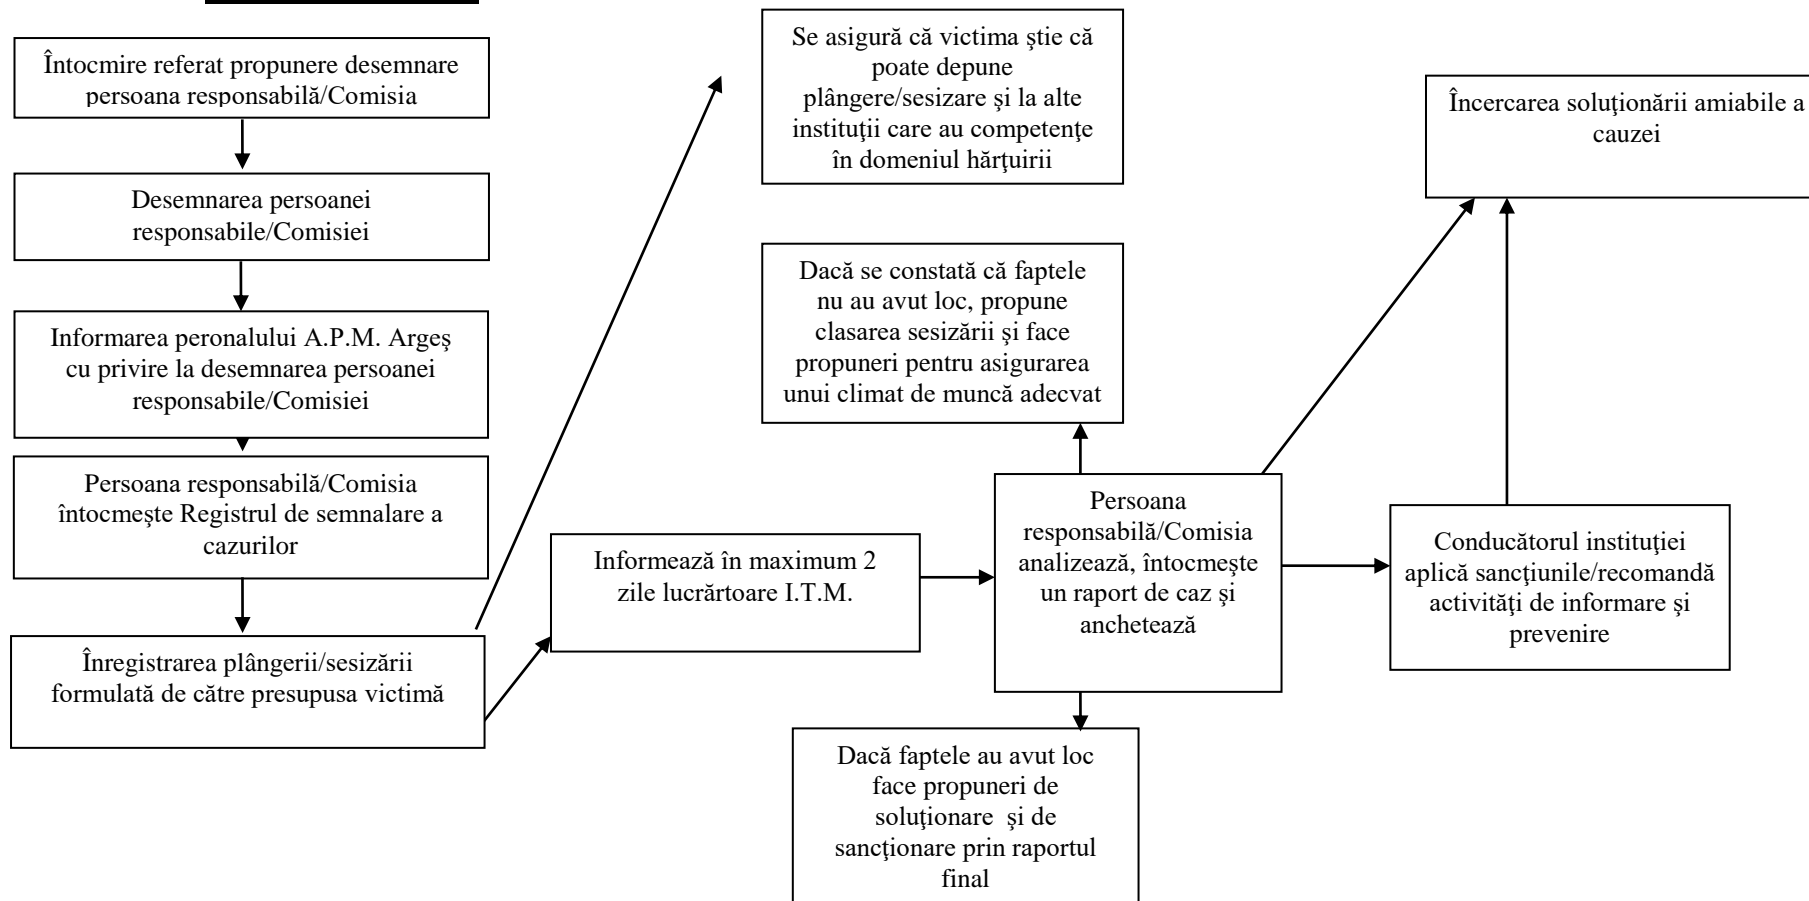 Întocmire referat propunere desemnare
persoana responsabilă/Comisia
Desemnarea persoanei
responsabile/Comisiei
Informarea peronalului A.P.M. Argeş
cu privire la desemnarea persoanei
responsabile/Comisiei
Persoana responsabilă/Comisia
întocmeşte Registrul de semnalare a
cazurilor
Înregistrarea plângerii/sesizării
formulată de către presupusa victimă
Se asigură că victima ştie că
poate depune
plângere/sesizare şi la alte
instituţii care au competenţe
în domeniul hărţuirii
Dacă se constată că faptele
nu au avut loc, propune
clasarea sesizării şi face
propuneri pentru asigurarea
unui climat de muncă adecvat
Informează în maximum 2
zile lucrărtoare I.T.M.
Persoana
responsabilă/Comisia
analizează, întocmeşte
un raport de caz şi
anchetează
Dacă faptele au avut loc
face propuneri de
soluţionare şi de
sancţionare prin raportul
final
Încercarea soluţionării amiabile a
cauzei
Conducătorul instituţiei
aplică sancţiunile/recomandă
activităţi de informare şi
prevenire